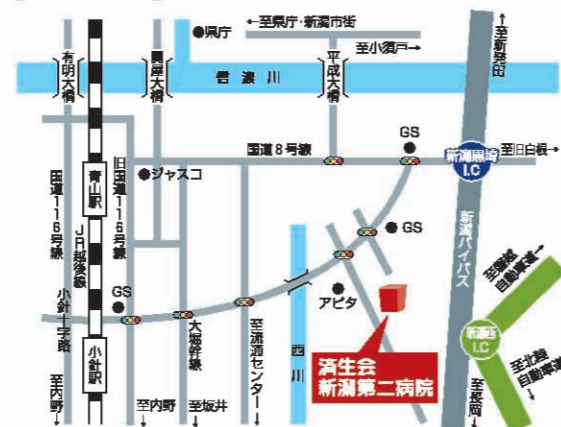 ←至県庁・新潟市街
至小須戸→
至新発田
●県庁
有明大橋
関屋大橋
平成大橋
信濃川
GS
国道8号線
新潟黒埼
I.C
至旧白根
青山駅
旧国道116号線
国道116号線
ジャスコ
JR越後線
新潟バイパス
GS
GS
アピタ
小針十字路
大堀幹線
至流通センター
西川
済生会
新潟第二病院
新潟西
I.C
至磐越
自動車道
至北陸
自動車道
小針駅
至内野
至内野
至坂井
至長岡